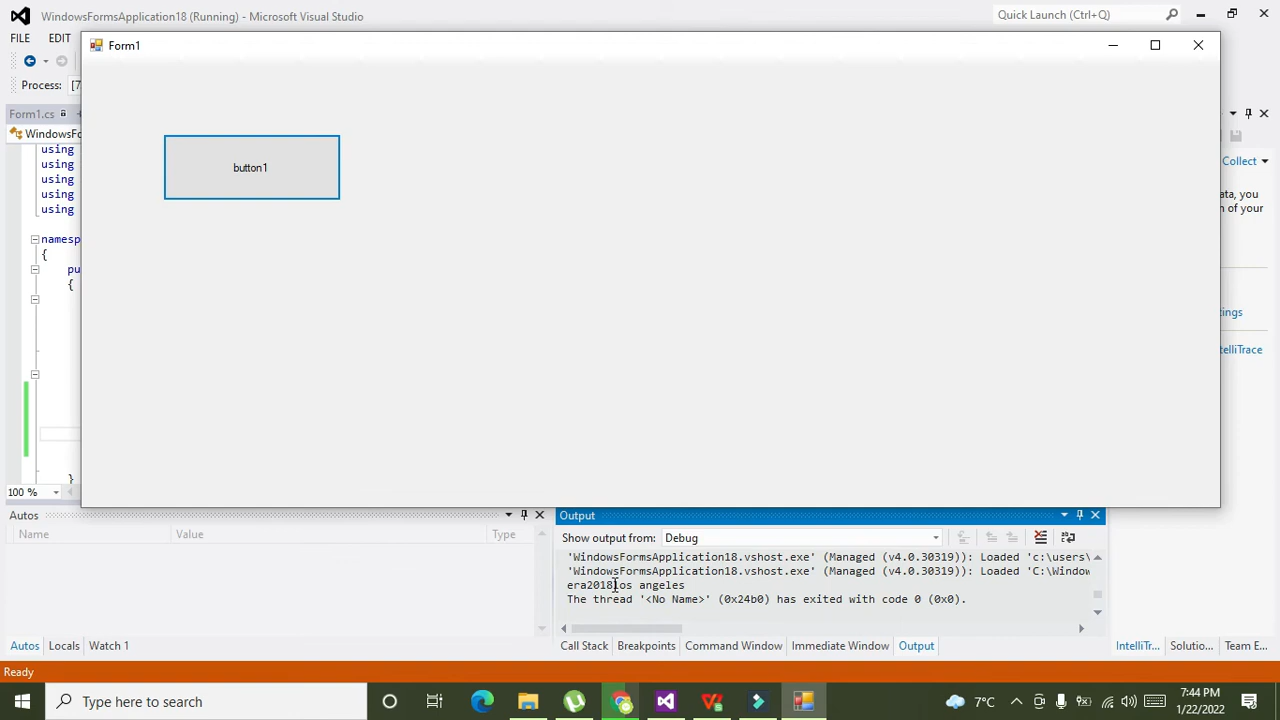 WindowsFormsApplication18 (Running) - Microsoft Visual Studio
Quick Launch (Ctrl+Q)
FILE EDIT
Form1
Process: [7
Form1.cs
WindowsFo
button1
Collect
using
using
using
using
using
ata, you
n of your
namesp
{
pu
{
tings
telliTrace
}
100 %
Autos
Output
Name Value Type
Show output from: Debug
'WindowsFormsApplication18.vshost.exe' (Managed (v4.0.30319)): Loaded 'c:\users\
'WindowsFormsApplication18.vshost.exe' (Managed (v4.0.30319)): Loaded 'C:\Window
era2018los angeles
The thread '<No Name>' (0x24b0) has exited with code 0 (0x0).
Autos Locals Watch 1
Call Stack Breakpoints Command Window Immediate Window Output
IntelliTr... Solutio... Team E...
Ready
Type here to search
7°C
7:44 PM
1/22/2022